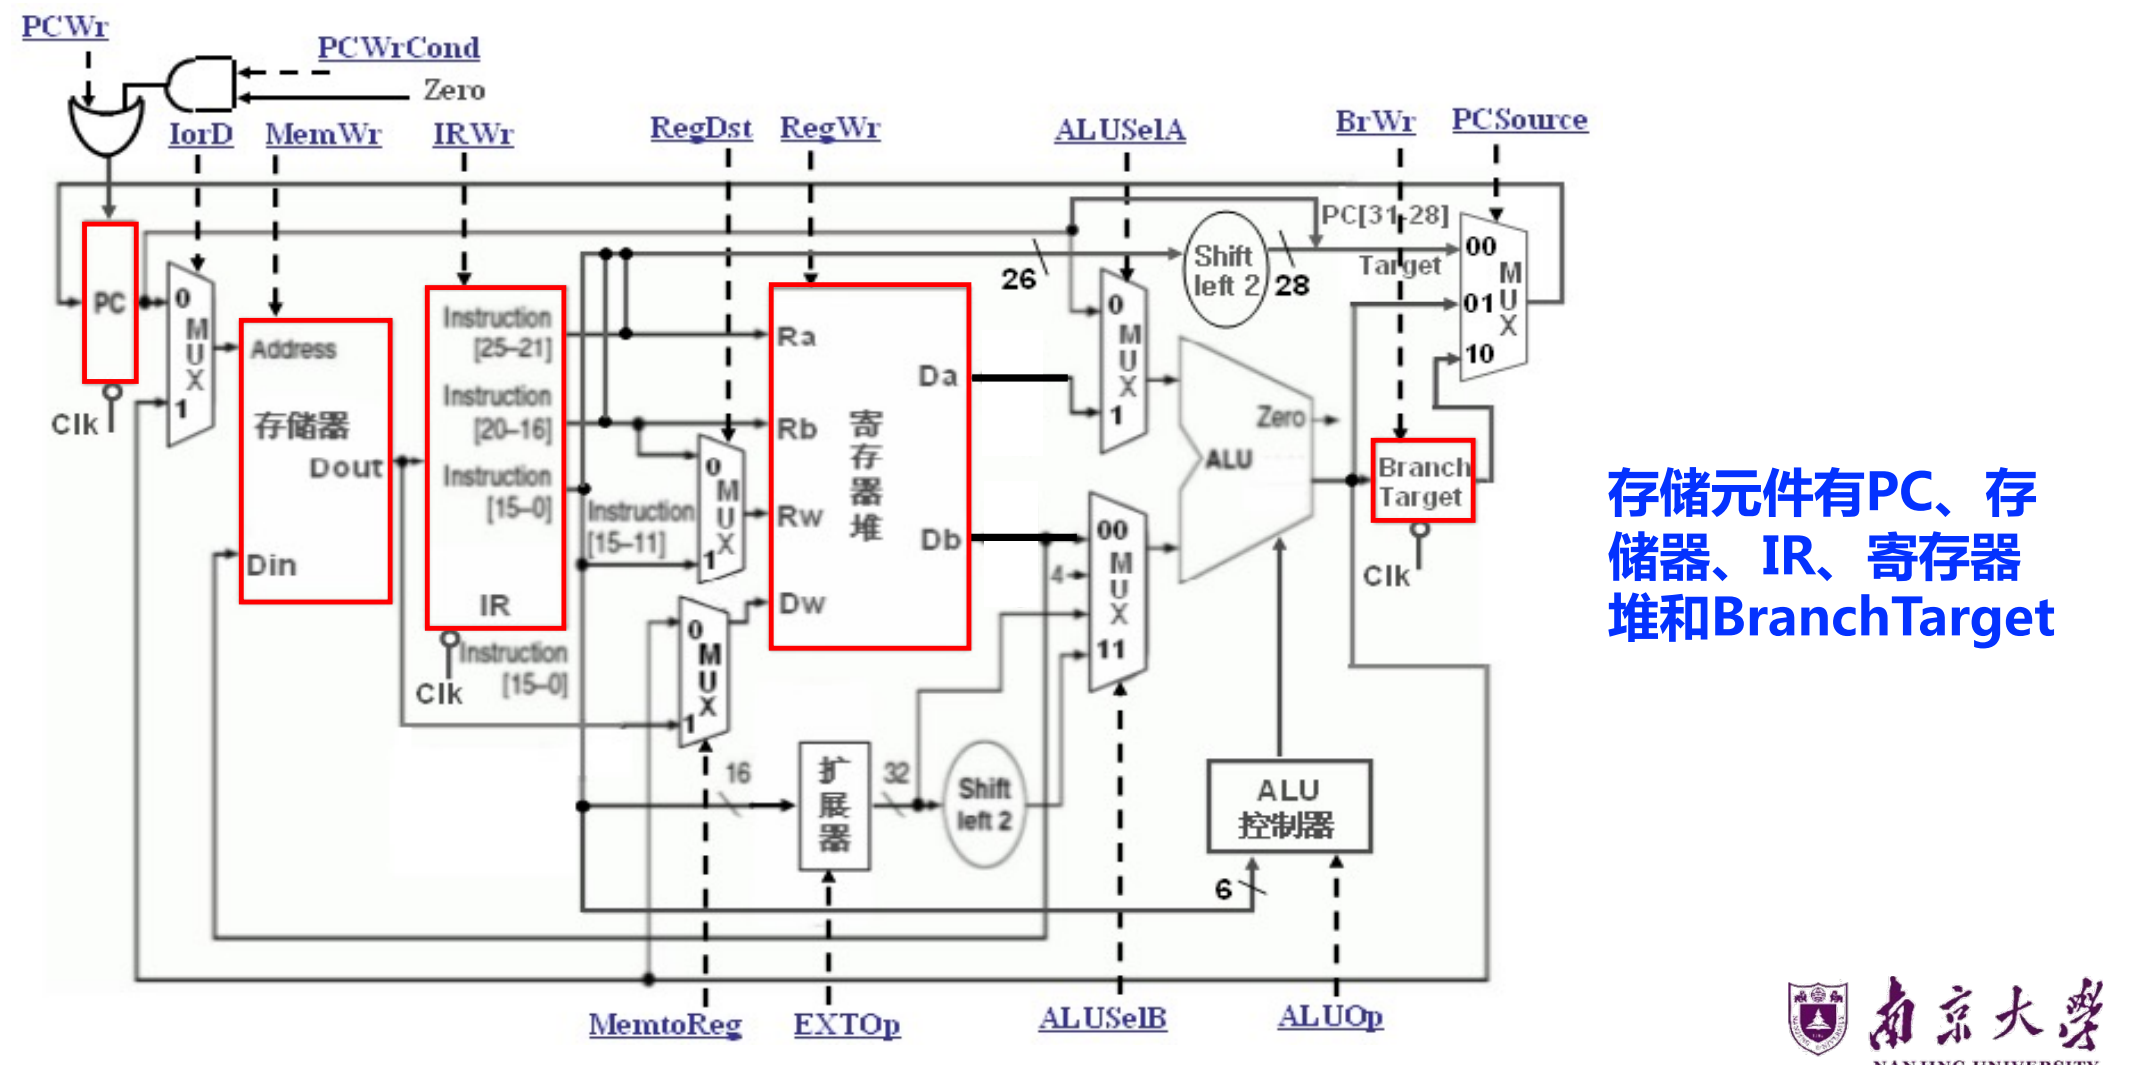 PCWr
PCWrCond
Zero
IorD
MemWr
IRWr
RegDst
RegWr
ALUSelA
BrWr
PCSource
PC[31-28]
Target
26
Shift
left 2
28
00
01
10
M
U
X
PC
Clk
0
M
U
X
1
Address
存储器
Dout
Din
Instruction
[25–21]
Instruction
[20–16]
Instruction
[15–0]
IR
Clk
Instruction
[15–0]
Instruction
[15–11]
0
M
U
X
1
0
M
U
X
1
Ra
Rb
Rw
Dw
寄
存
器
堆
Da
Db
0
M
U
X
1
00
4
M
U
X
11
Zero
ALU
Branch
Target
Clk
16
扩
展
器
32
Shift
left 2
ALU
控制器
6
MemtoReg
EXTOp
ALUSelB
ALUOp
存储元件有PC、存
储器、IR、寄存器
堆和BranchTarget
南京大学
NANJING UNIVERSITY